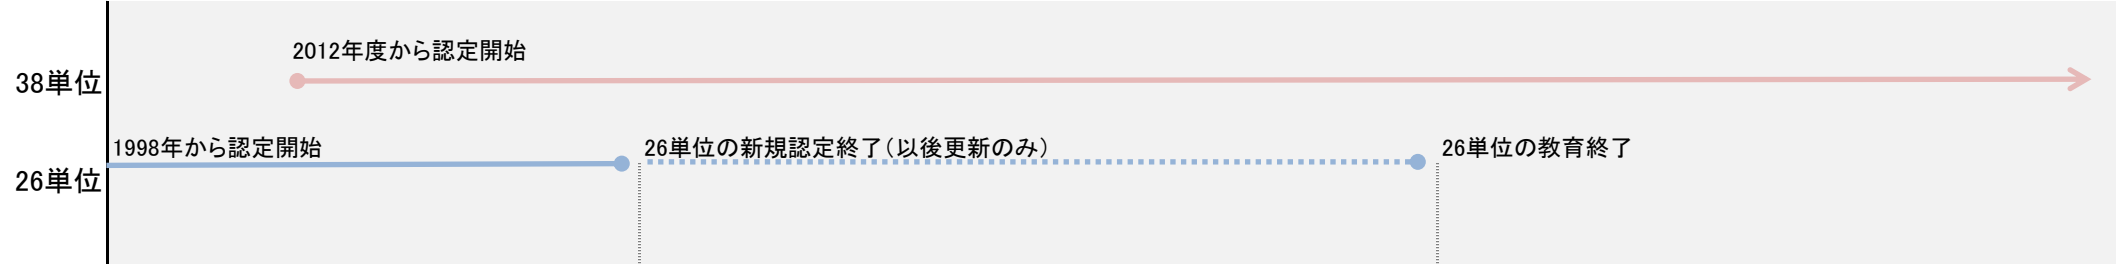 2012年度から認定開始
38単位
1998年から認定開始
26単位の新規認定終了（以後更新のみ）
26単位の教育終了
26単位